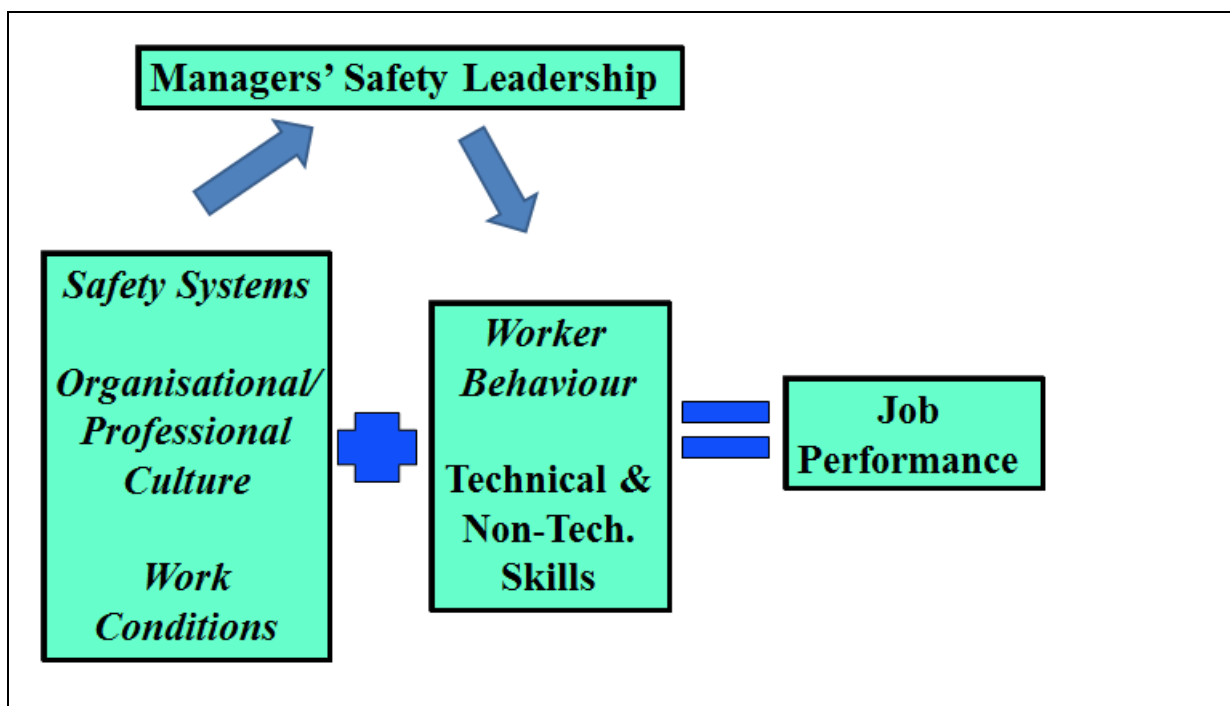 Managers’ Safety Leadership
Safety Systems
Organisational/
Professional
Culture
Work
Conditions
Worker
Behaviour
Technical &
Non-Tech.
Skills
Job
Performance